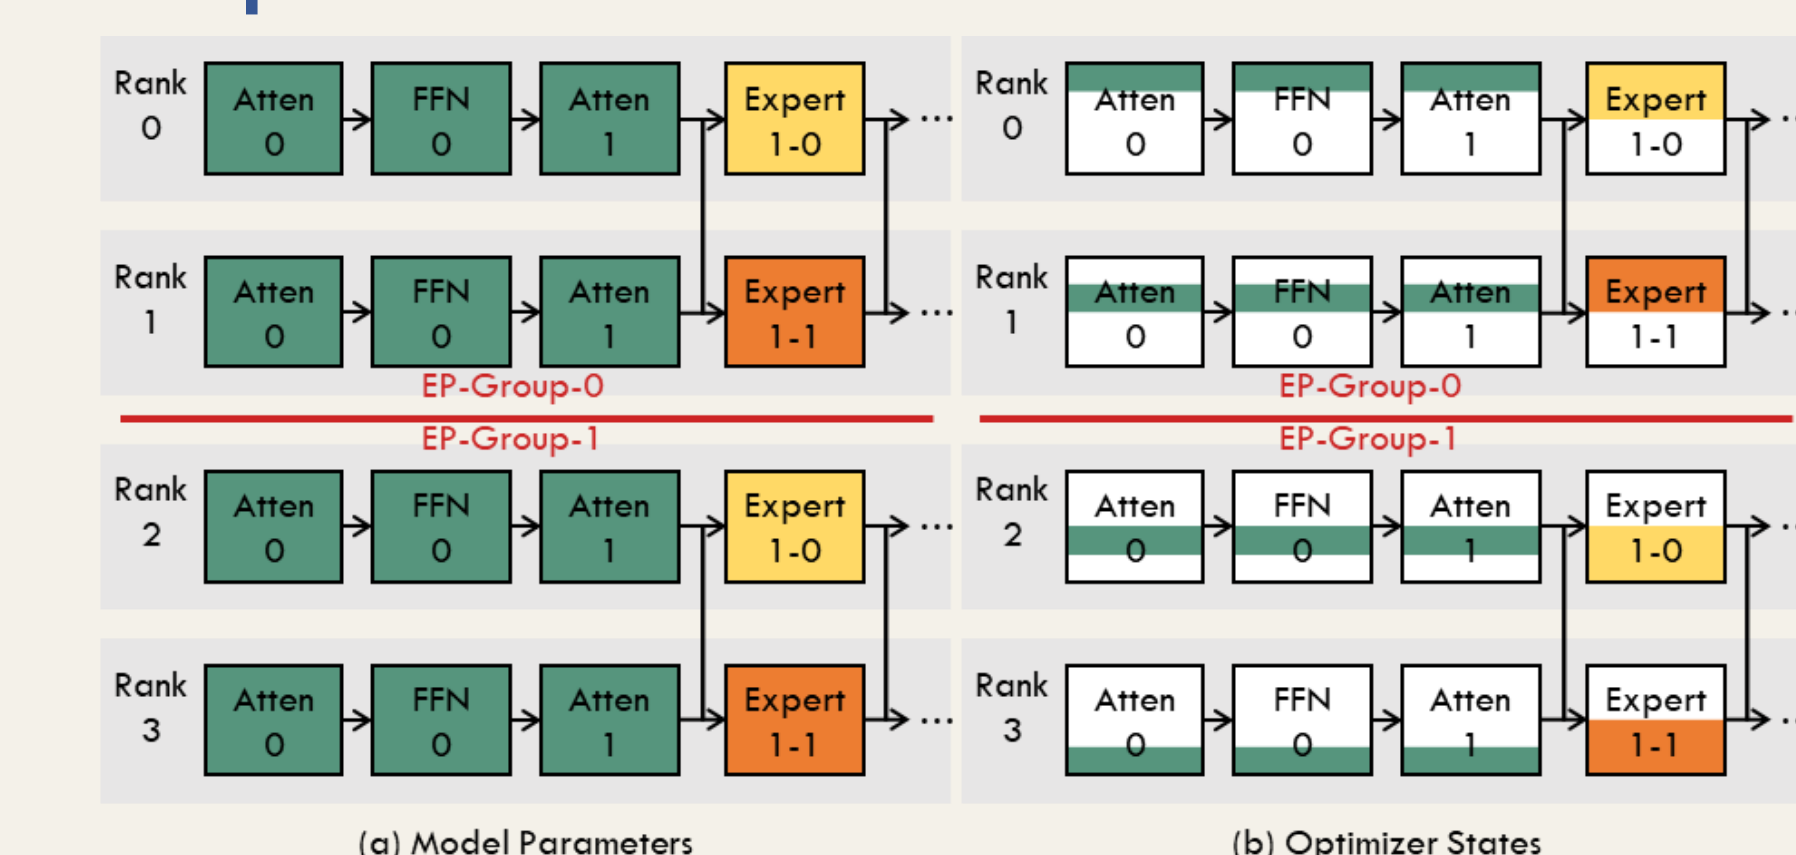 Rank 0 Atten 0 FFN 0 Atten 1 Expert 1-0 ...
Rank 1 Atten 0 FFN 0 Atten 1 Expert 1-1 ...
EP-Group-0
EP-Group-1
Rank 2 Atten 0 FFN 0 Atten 1 Expert 1-0 ...
Rank 3 Atten 0 FFN 0 Atten 1 Expert 1-1 ...
(a) Model Parameters
Rank 0 Atten 0 FFN 0 Atten 1 Expert 1-0
Rank 1 Atten 0 FFN 0 Atten 1 Expert 1-1
EP-Group-0
EP-Group-1
Rank 2 Atten 0 FFN 0 Atten 1 Expert 1-0
Rank 3 Atten 0 FFN 0 Atten 1 Expert 1-1
(b) Optimizer States